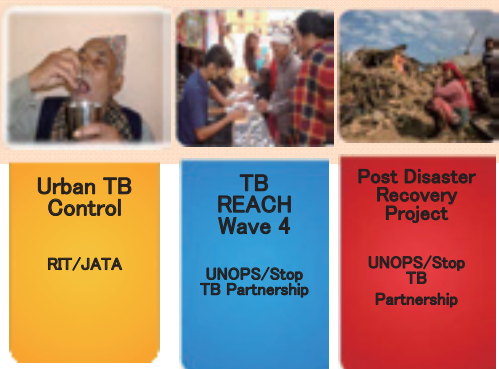 Urban TB
Control
RIT/JATA
TB
REACH
Wave 4
UNOPS/Stop
TB Partnership
Post Disaster
Recovery
Project
UNOPS/Stop
TB
Partnership